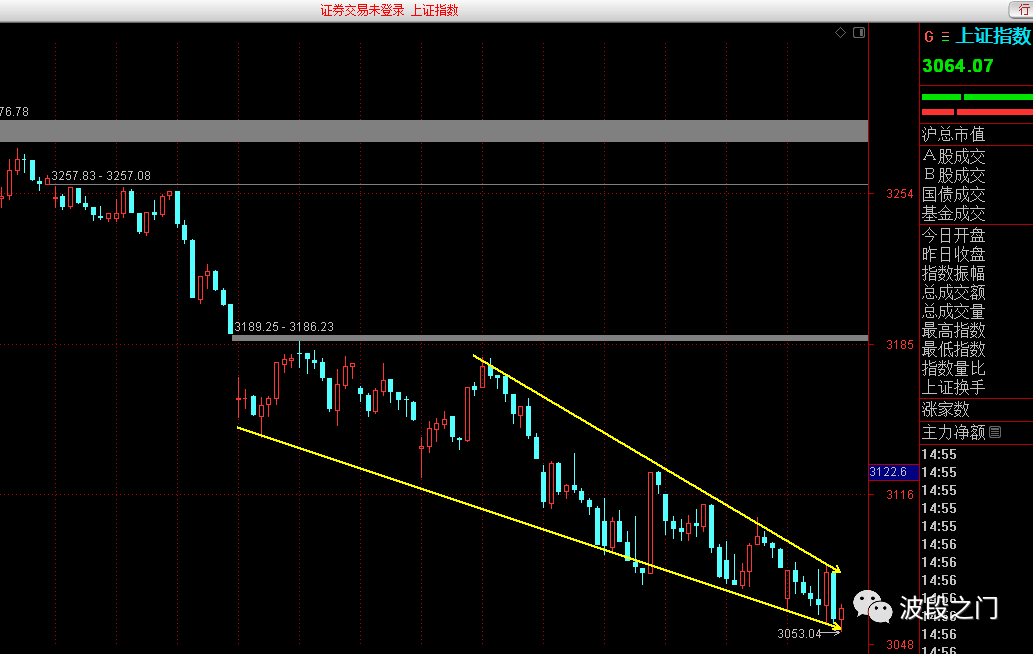 证券交易未登录 上证指数
行
G 上证指数
3064.07
76.78
沪总市值
A股成交
B股成交
3257.83 - 3257.08
国债成交
3254
基金成交
今日开盘
昨日收盘
指数振幅
总成交额
总成交量
3189.25 - 3186.23
最高指数
3185
最低指数
指数量比
上证换手
涨家数
主力净额
14:55
3122.6
14:55
14:55
3116
14:55
14:55
14:56
14:56
14:56
14:56
波段之门
14:56
3053.04
14:56
3048
14:56